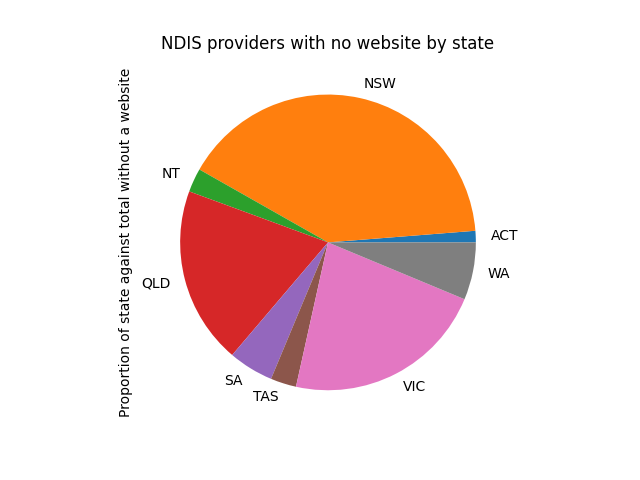 NDIS providers with no website by state
Proportion of state against total without a website
NSW
NT
ACT
WA
QLD
SA
TAS
VIC